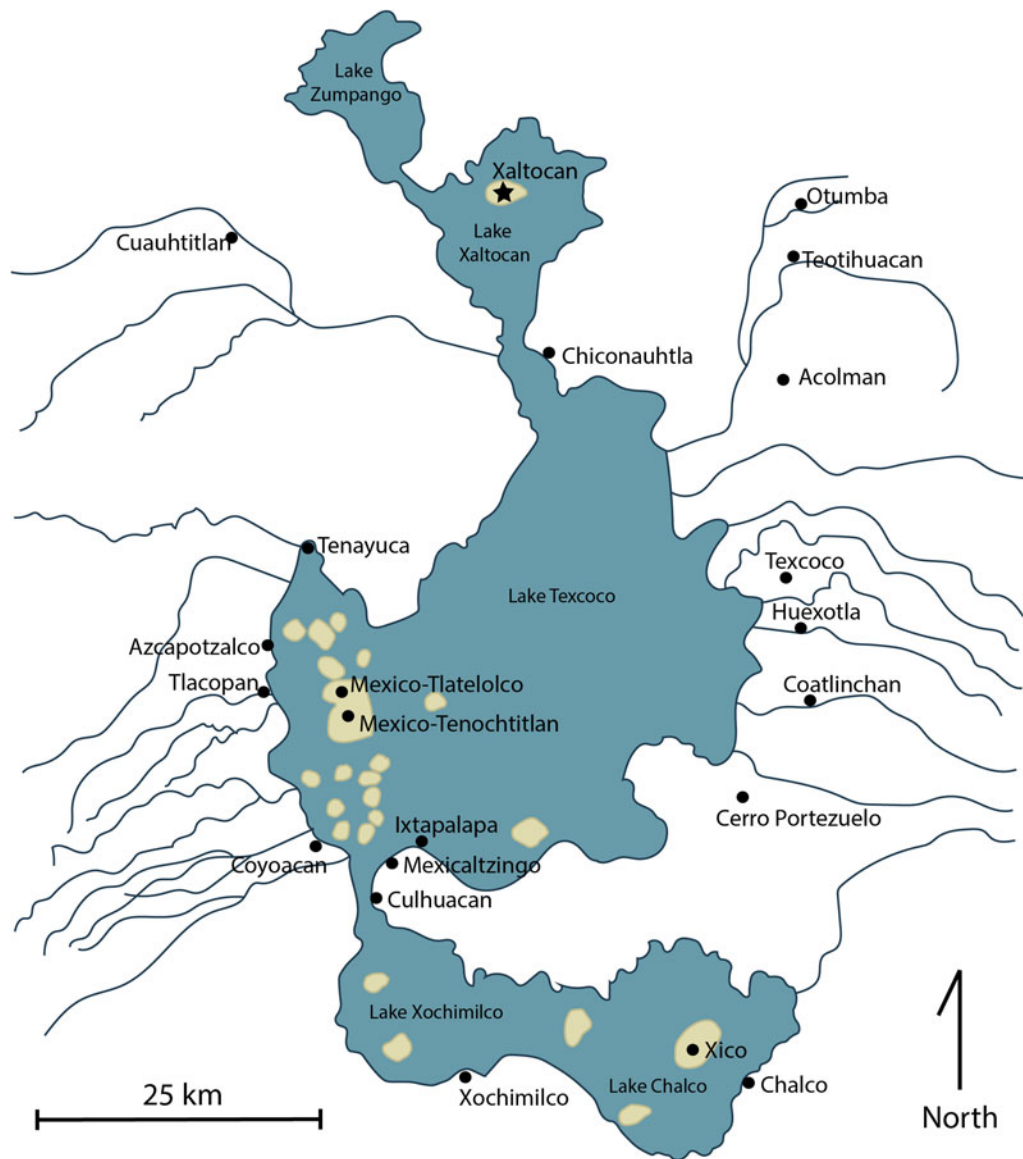 Lake
Zumpango
Xaltocan
Lake
Xaltocan
Otumba
Cuauhtitlan
Teotihuacan
Chiconauhtla
Acolman
Tenayuca
Texcoco
Lake Texcoco
Huexotla
Azcapotzalco
Tlacopan
Mexico-Tlatelolco
Coatlinchan
Mexico-Tenochtitlan
Cerro Portezuelo
Ixtapalapa
Coyoacan
Mexicaltzingo
Culhuacan
Lake Xochimilco
Xico
Lake Chalco
Chalco
Xochimilco
25 km
North